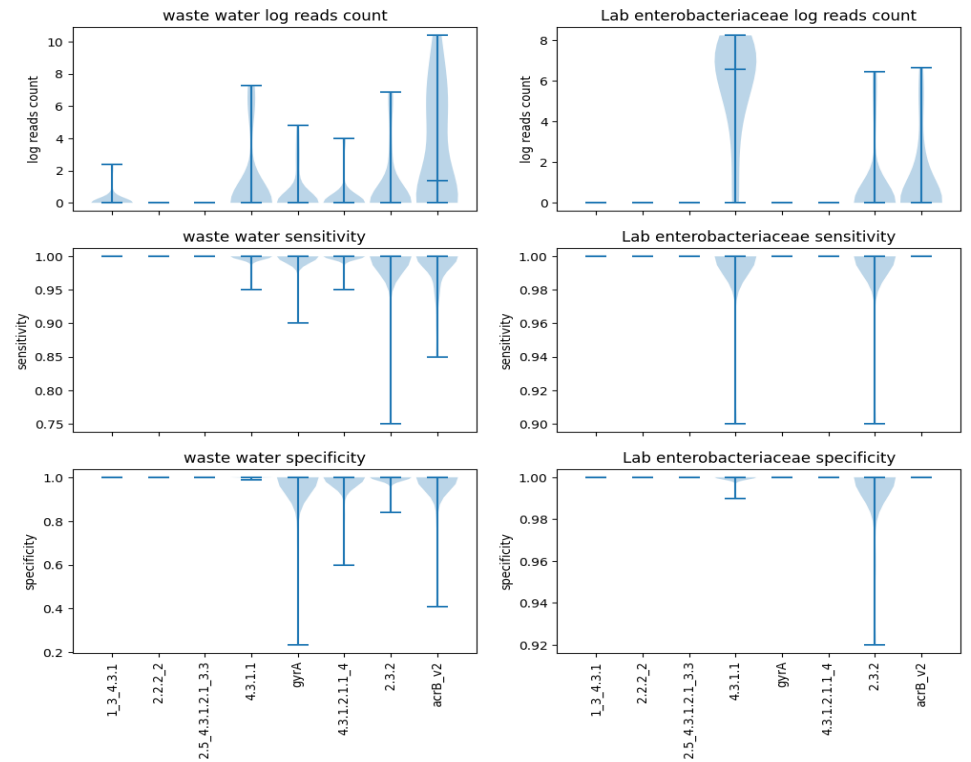 waste water log reads count
Lab enterobacteriaceae log reads count
log reads count
10
8
6
4
2
0
log reads count
8
6
4
2
0
waste water sensitivity
Lab enterobacteriaceae sensitivity
sensitivity
1.00
0.95
0.90
0.85
0.80
0.75
sensitivity
1.00
0.98
0.96
0.94
0.92
0.90
waste water specificity
Lab enterobacteriaceae specificity
specificity
1.0
0.8
0.6
0.4
0.2
specificity
1.00
0.98
0.96
0.94
0.92
1_3_4.3.1
2.2.2_2
2.5_4.3.1.2.1_3.3
4.3.1.1
gyrA
4.3.1.2.1.1_4
2.3.2
acrB_v2
1_3_4.3.1
2.2.2_2
2.5_4.3.1.2.1_3.3
4.3.1.1
gyrA
4.3.1.2.1.1_4
2.3.2
acrB_v2